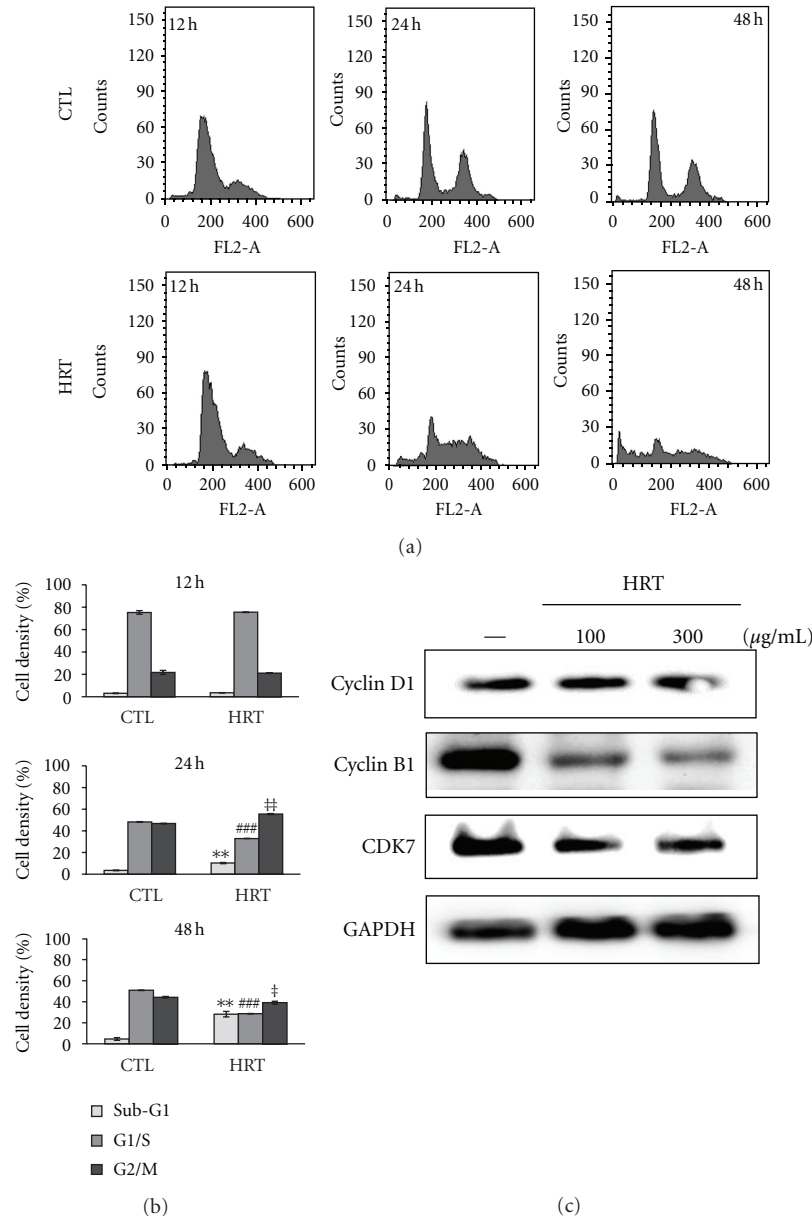 12 h
24 h
48 h
CTL
Counts
150
120
90
60
30
0
0 200 400 600
FL2-A
Counts
150
120
90
60
30
0
0 200 400 600
FL2-A
Counts
150
120
90
60
30
0
0 200 400 600
FL2-A
12 h
24 h
48 h
HRT
Counts
150
120
90
60
30
0
0 200 400 600
FL2-A
Counts
150
120
90
60
30
0
0 200 400 600
FL2-A
Counts
150
120
90
60
30
0
0 200 400 600
FL2-A
(a)
12 h
Cell density (%)
100
80
60
40
20
0
CTL HRT
24 h
Cell density (%)
100
80
60
40
20
0
** ### ‡‡
CTL HRT
48 h
Cell density (%)
100
80
60
40
20
0
** ### ‡
CTL HRT
Sub-G1
G1/S
G2/M
(b)
HRT
— 100 300 (µg/mL)
Cyclin D1
Cyclin B1
CDK7
GAPDH
(c)